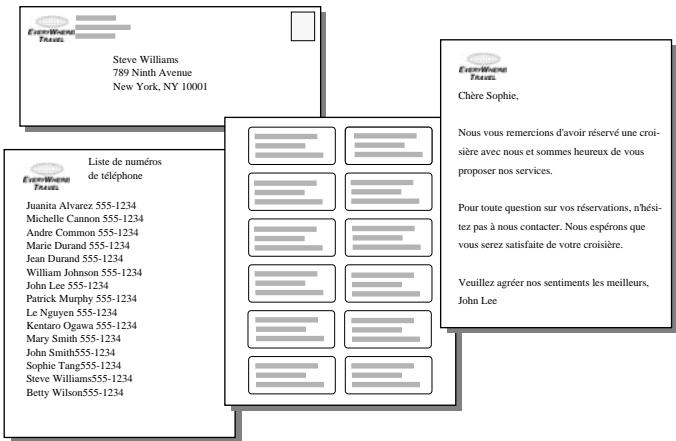 EVERYWHERE
TRAVEL
Steve Williams
789 Ninth Avenue
New York, NY 10001
EVERYWHERE
TRAVEL
Liste de numéros
de téléphone
Juanita Alvarez 555-1234
Michelle Cannon 555-1234
Andre Common 555-1234
Marie Durand 555-1234
Jean Durand 555-1234
William Johnson 555-1234
John Lee 555-1234
Patrick Murphy 555-1234
Le Nguyen 555-1234
Kentaro Ogawa 555-1234
Mary Smith 555-1234
John Smith555-1234
Sophie Tang555-1234
Steve Williams555-1234
Betty Wilson555-1234
EVERYWHERE
TRAVEL
Chère Sophie,
Nous vous remercions d'avoir réservé une croi-
sière avec nous et sommes heureux de vous
proposer nos services.
Pour toute question sur vos réservations, n'hési-
tez pas à nous contacter. Nous espérons que
vous serez satisfaite de votre croisière.
Veuillez agréer nos sentiments les meilleurs,
John Lee